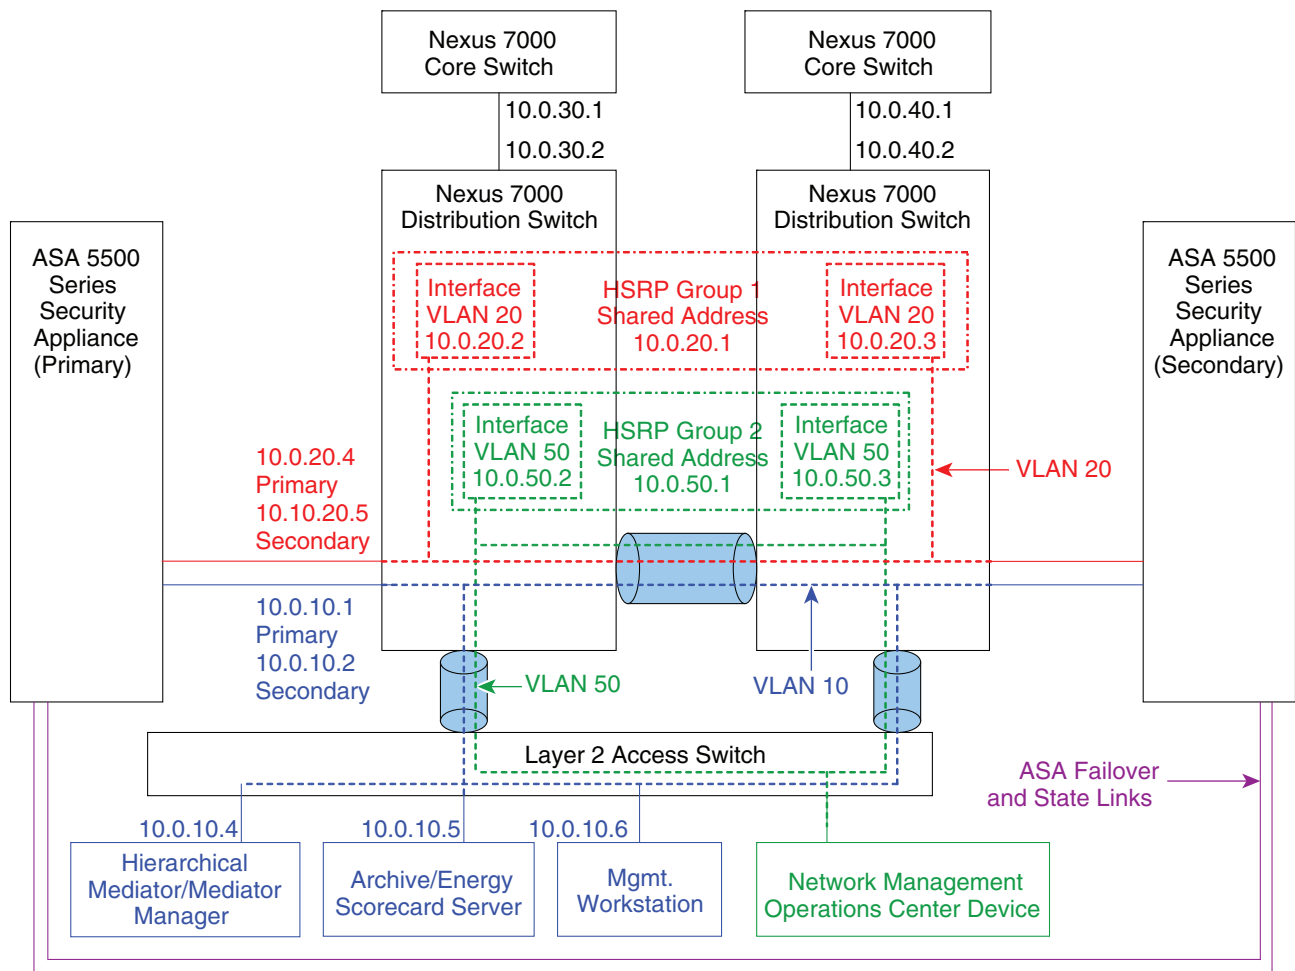 Nexus 7000
Core Switch
Nexus 7000
Core Switch
10.0.30.1
10.0.40.1
10.0.30.2
10.0.40.2
Nexus 7000
Distribution Switch
Nexus 7000
Distribution Switch
ASA 5500
Series
Security
Appliance
(Primary)
ASA 5500
Series
Security
Appliance
(Secondary)
Interface
VLAN 20
10.0.20.2
HSRP Group 1
Shared Address
10.0.20.1
Interface
VLAN 20
10.0.20.3
Interface
VLAN 50
10.0.50.2
HSRP Group 2
Shared Address
10.0.50.1
Interface
VLAN 50
10.0.50.3
10.0.20.4
Primary
10.10.20.5
Secondary
VLAN 20
10.0.10.1
Primary
10.0.10.2
Secondary
VLAN 50
VLAN 10
Layer 2 Access Switch
ASA Failover
and State Links
10.0.10.4
10.0.10.5
10.0.10.6
Hierarchical
Mediator/Mediator
Manager
Archive/Energy
Scorecard Server
Mgmt.
Workstation
Network Management
Operations Center Device